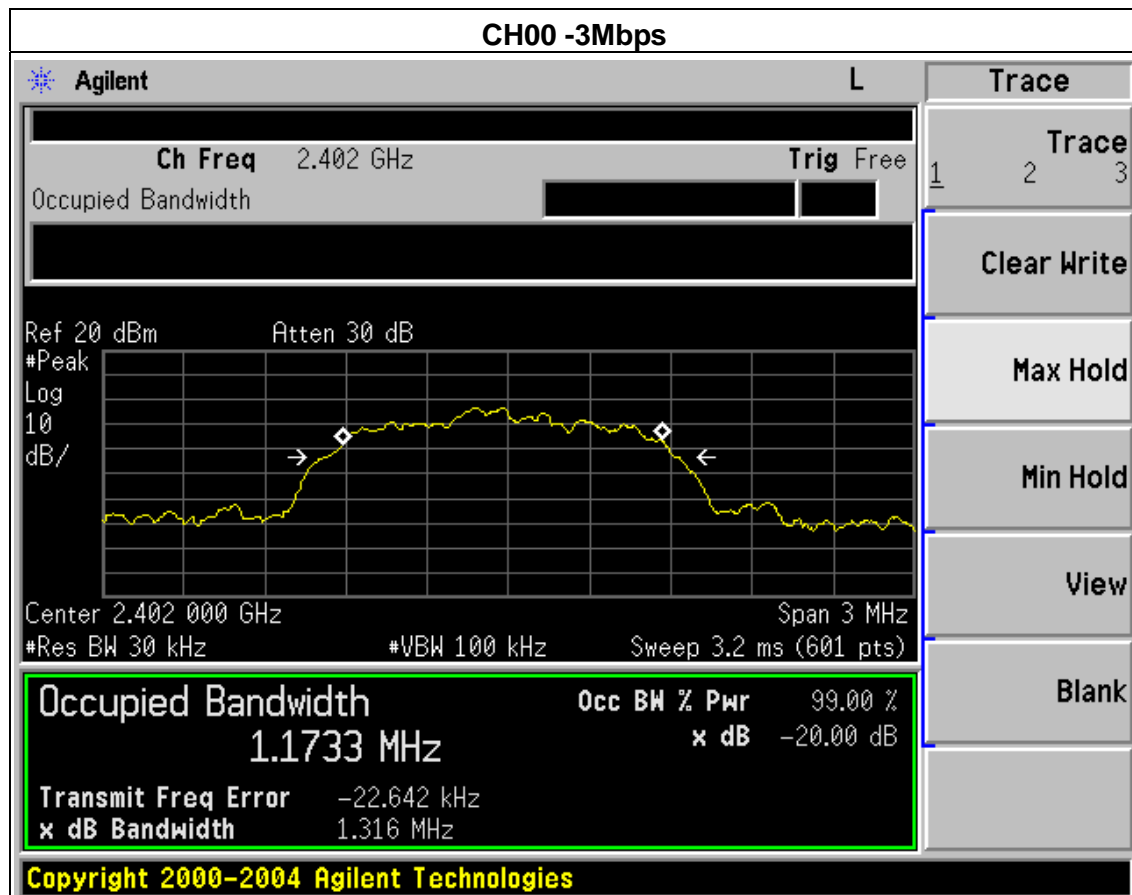 CH00 -3Mbps
Agilent L Trace
Ch Freq 2.402 GHz Trig Free
Occupied Bandwidth
Trace
1 2 3
Clear Write
Max Hold
Min Hold
View
Blank
Ref 20 dBm Atten 30 dB
#Peak
Log
10
dB/
Center 2.402 000 GHz Span 3 MHz
#Res BW 30 kHz #VBW 100 kHz Sweep 3.2 ms (601 pts)
Occupied Bandwidth Occ BW % Pwr 99.00 %
1.1733 MHz x dB -20.00 dB
Transmit Freq Error -22.642 kHz
x dB Bandwidth 1.316 MHz
Copyright 2000-2004 Agilent Technologies